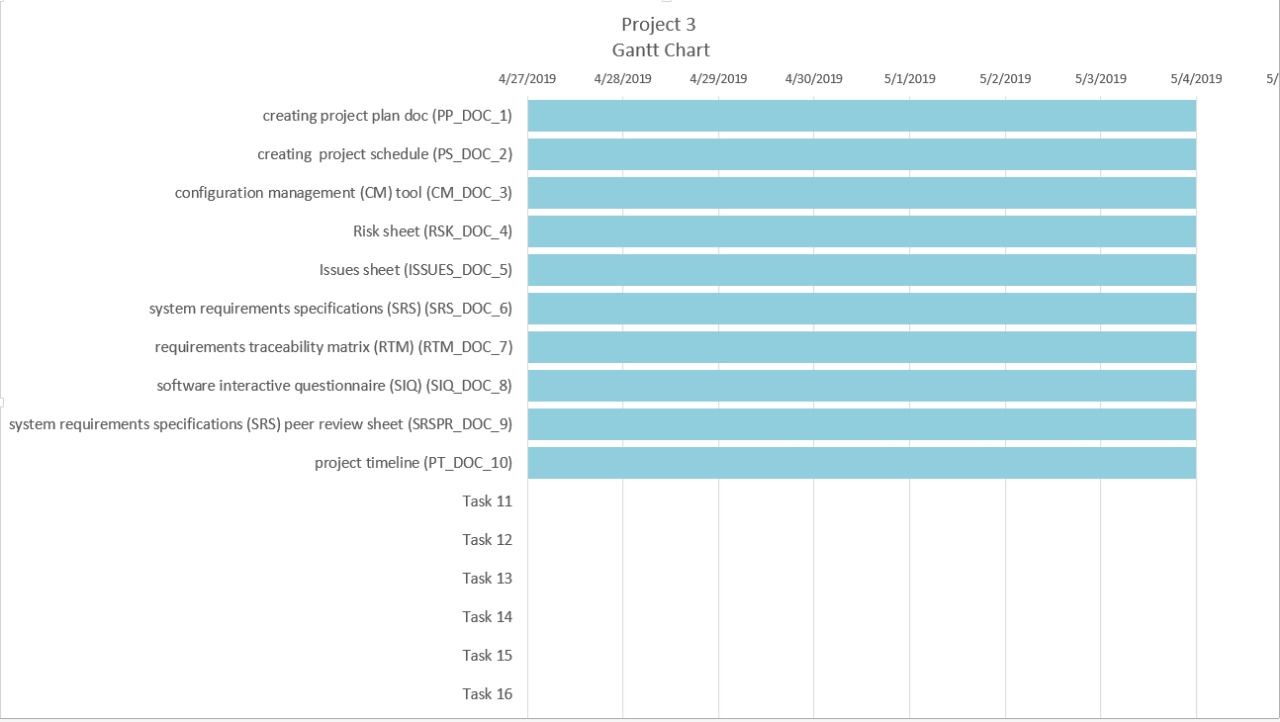 Project 3
Gantt Chart
4/27/2019 4/28/2019 4/29/2019 4/30/2019 5/1/2019 5/2/2019 5/3/2019 5/4/2019 5/
creating project plan doc (PP_DOC_1)
creating  project schedule (PS_DOC_2)
configuration management (CM) tool (CM_DOC_3)
Risk sheet (RSK_DOC_4)
Issues sheet (ISSUES_DOC_5)
system requirements specifications (SRS) (SRS_DOC_6)
requirements traceability matrix (RTM) (RTM_DOC_7)
software interactive questionnaire (SIQ) (SIQ_DOC_8)
system requirements specifications (SRS) peer review sheet (SRSPR_DOC_9)
project timeline (PT_DOC_10)
Task 11
Task 12
Task 13
Task 14
Task 15
Task 16